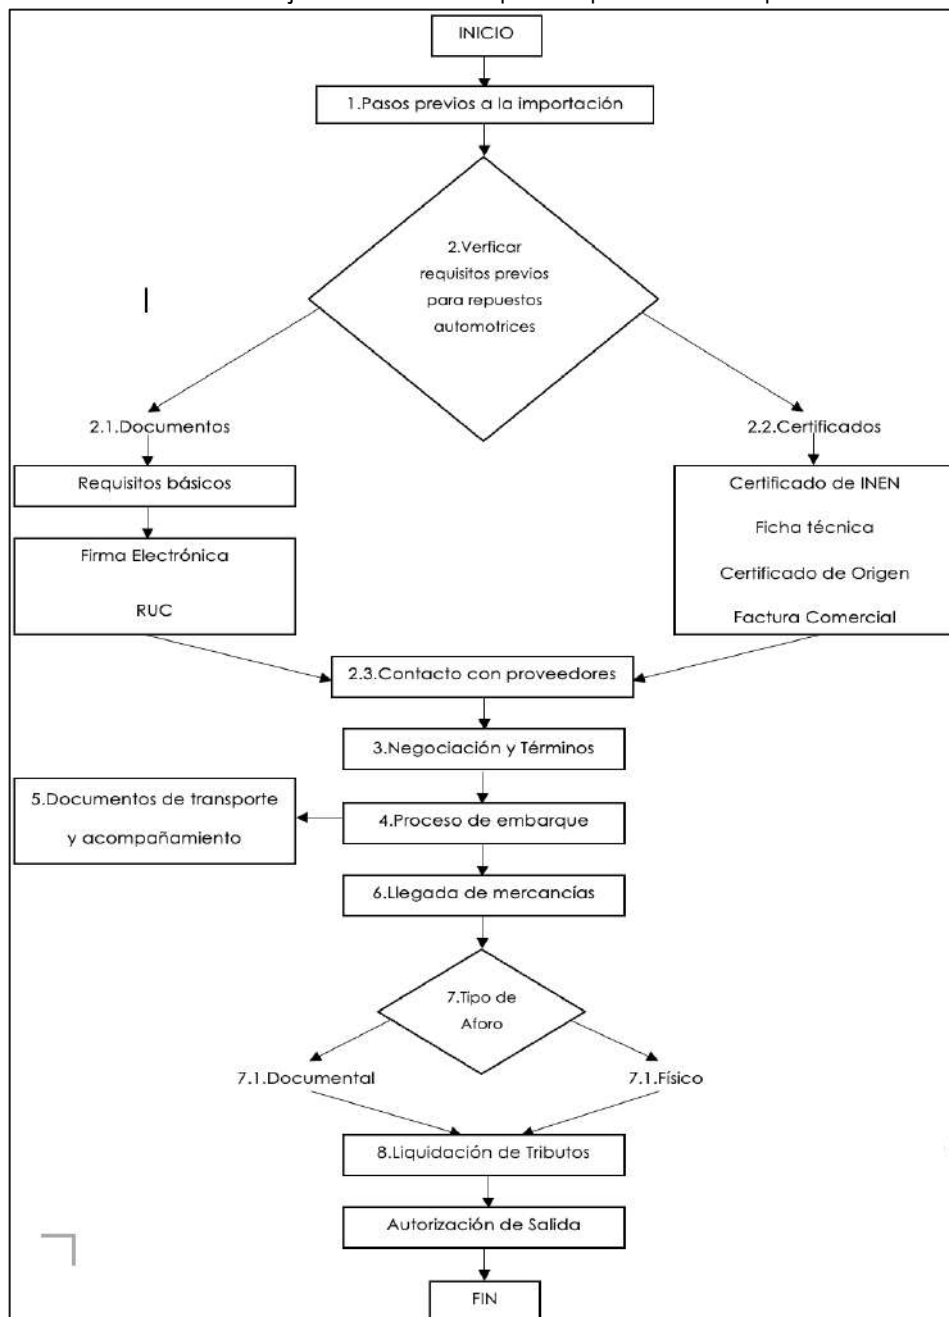 INICIO
1.Pasos previos a la importación
2.Verficar
requisitos previos
para repuestos
automotrices
2.1.Documentos
2.2.Certificados
Requisitos básicos
Firma Electrónica
RUC
Certificado de INEN
Ficha técnica
Certificado de Origen
Factura Comercial
2.3.Contacto con proveedores
3.Negociación y Términos
5.Documentos de transporte
y acompañamiento
4.Proceso de embarque
6.Llegada de mercancías
7.Tipo de
Aforo
7.1.Documental
7.1.Físico
8.Liquidación de Tributos
Autorización de Salida
FIN